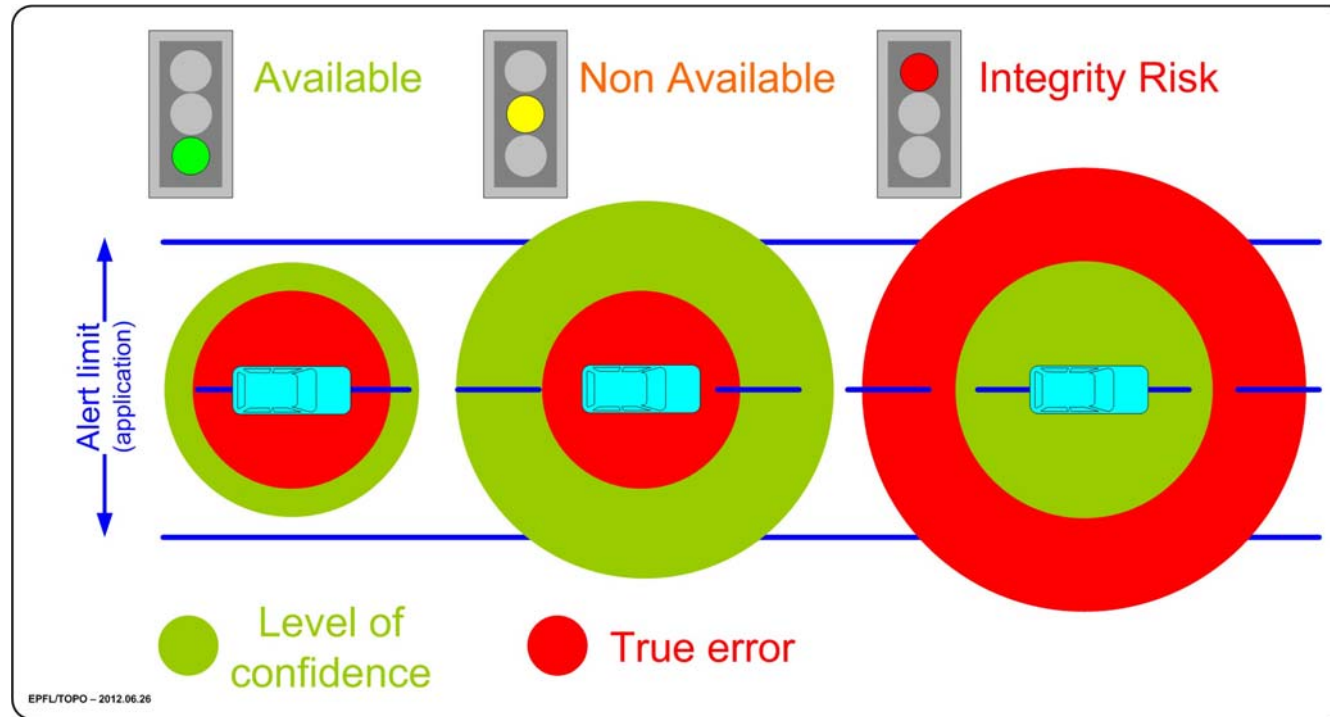 Available
Non Available
Integrity Risk
Alert limit
(application)
Level of
confidence
True error
EPFL/TOPO – 2012.06.26